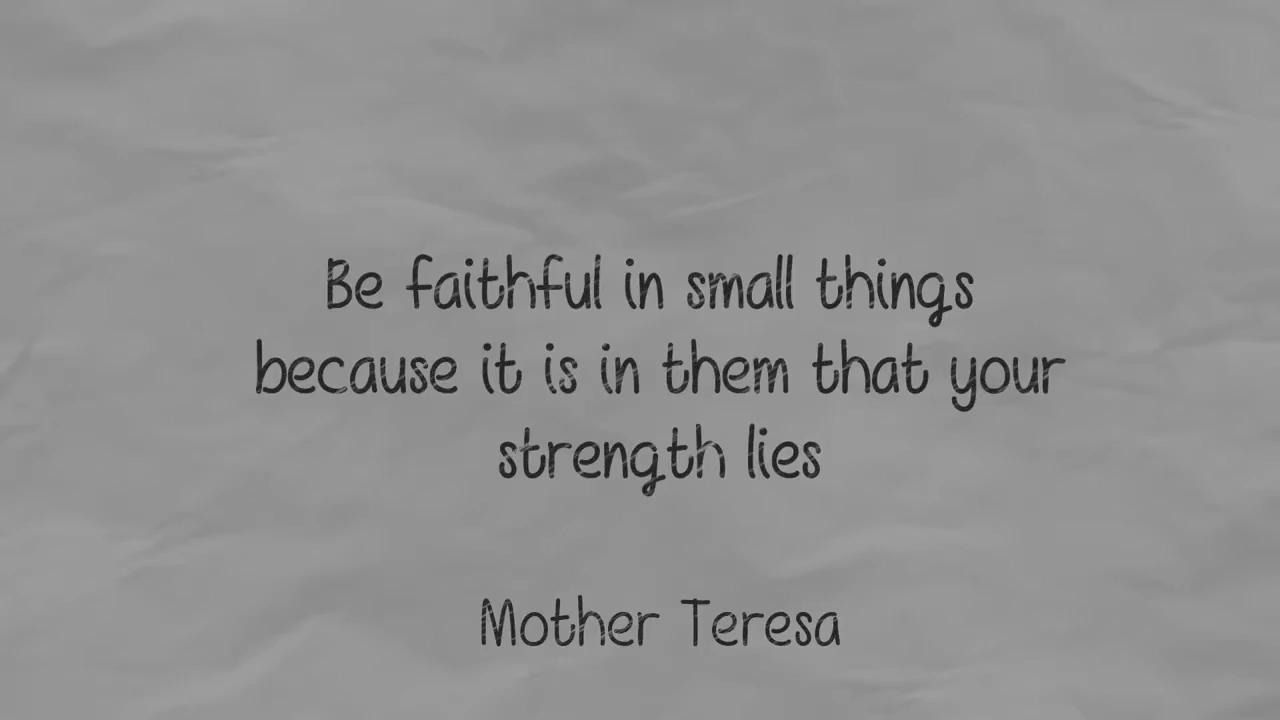 Be faithful in small things
because it is in them that your
strength lies
Mother Teresa